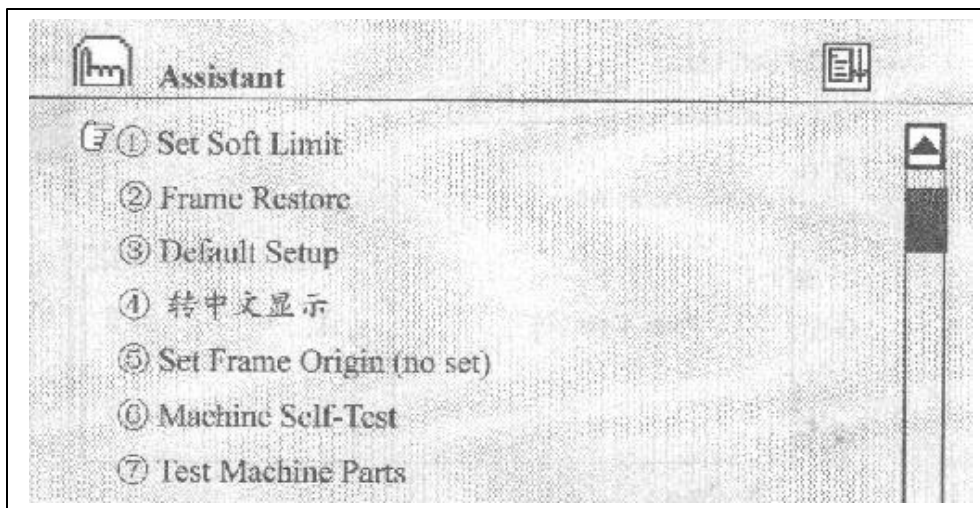 Assistant
① Set Soft Limit
② Frame Restore
③ Default Setup
④ 转中文显示
⑤ Set Frame Origin (no set)
⑥ Machine Self-Test
⑦ Test Machine Parts